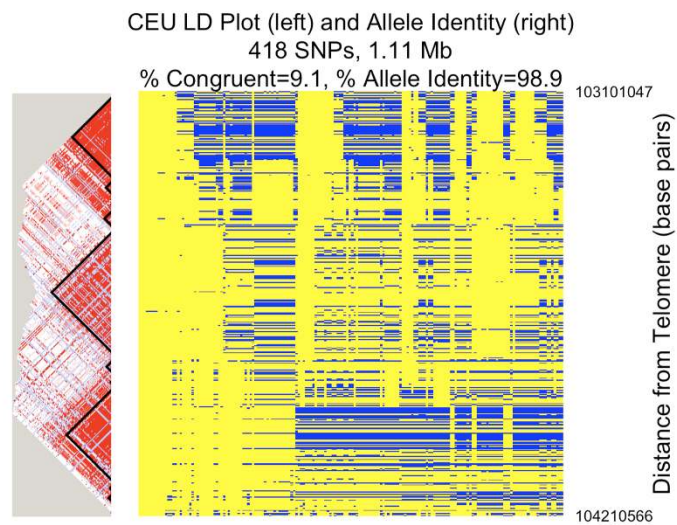 CEU LD Plot (left) and Allele Identity (right)
418 SNPs, 1.11 Mb
% Congruent=9.1, % Allele Identity=98.9
103101047
Distance from Telomere (base pairs)
104210566